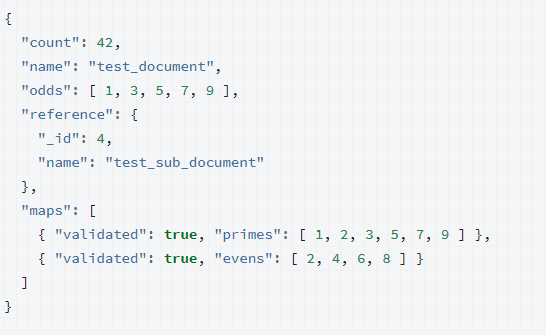 {
  "count": 42,
  "name": "test_document",
  "odds": [ 1, 3, 5, 7, 9 ],
  "reference": {
    "_id": 4,
    "name": "test_sub_document"
  },
  "maps": [
    { "validated": true, "primes": [ 1, 2, 3, 5, 7, 9 ] },
    { "validated": true, "evens": [ 2, 4, 6, 8 ] }
  ]
}